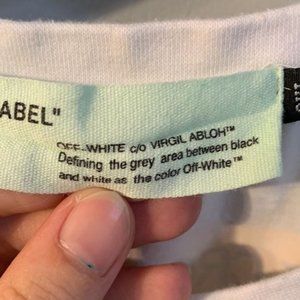 ABEL"
OFF-WHITE c/o VIRGIL ABLOH™
Defining the grey area between black
and white as the color Off-White™